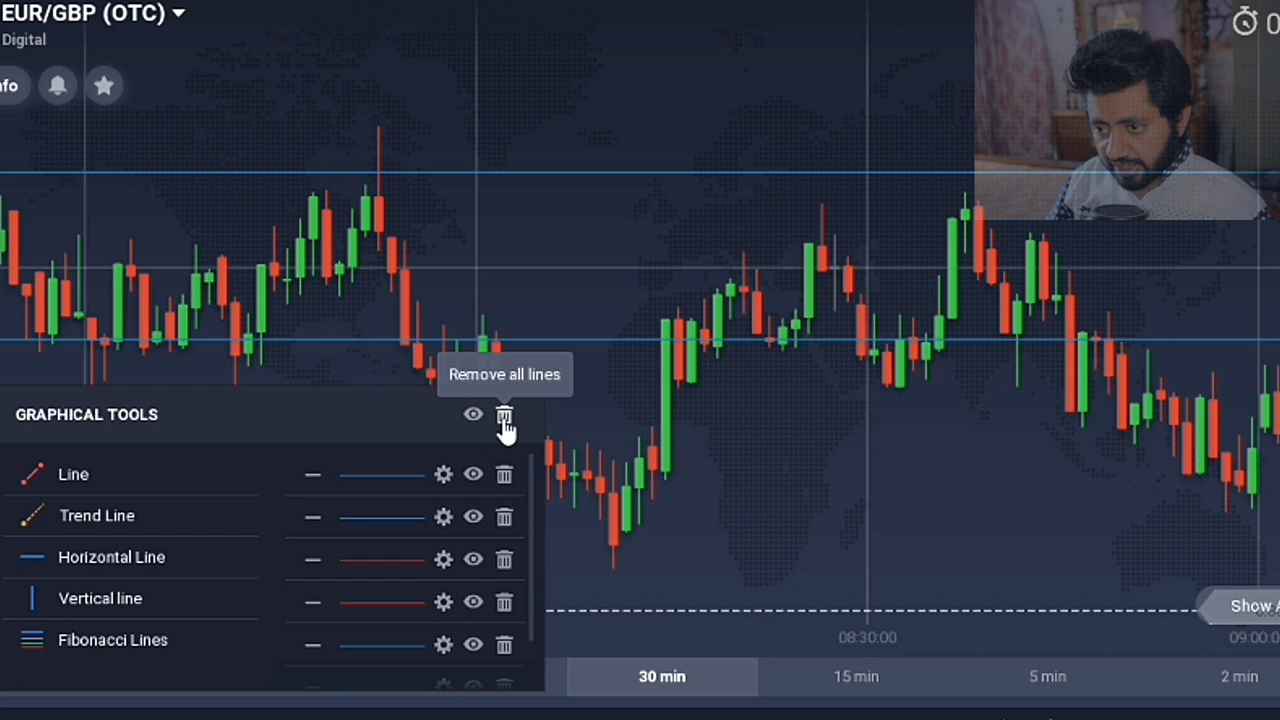 EUR/GBP (OTC)
Digital
nfo
Remove all lines
GRAPHICAL TOOLS
Line
Trend Line
Horizontal Line
Vertical line
Fibonacci Lines
Show
08:30:00
09:00:0
30 min
15 min
5 min
2 min